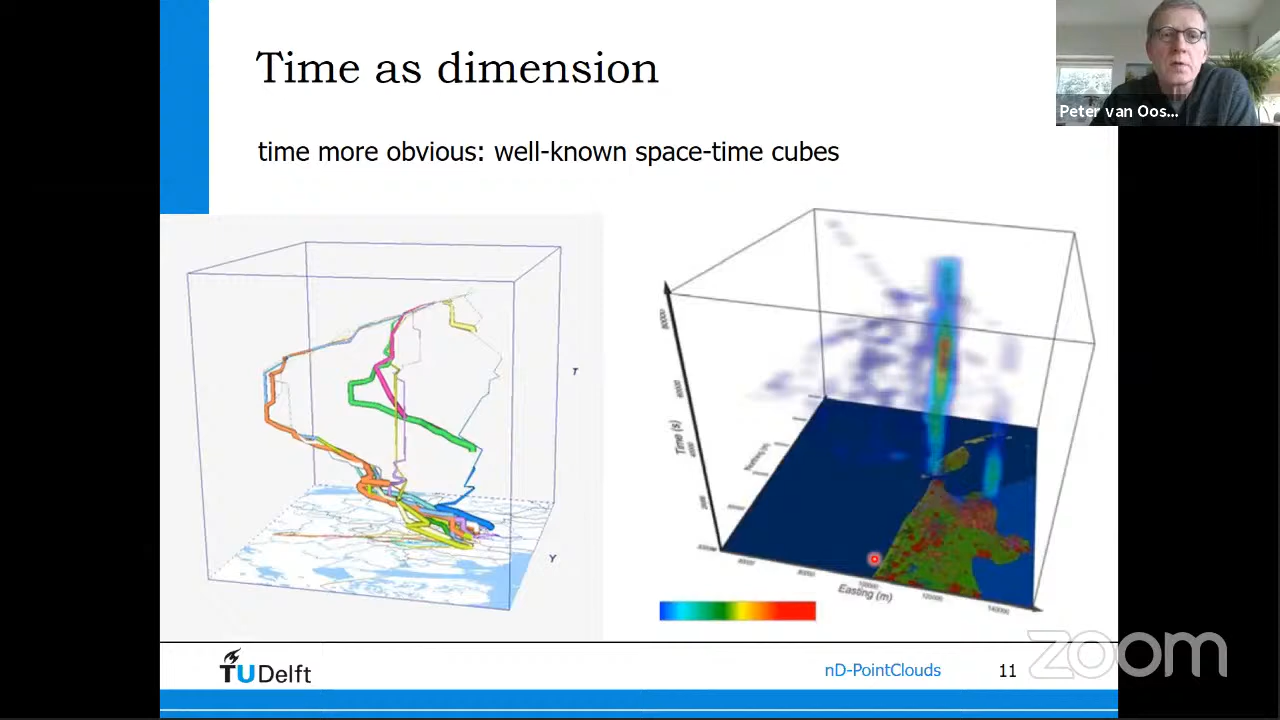 Time as dimension
Peter van Oos...
time more obvious: well-known space-time cubes
T
Y
Time (s)
Easting (m)
TUDelft
nD-PointClouds
11
zoom